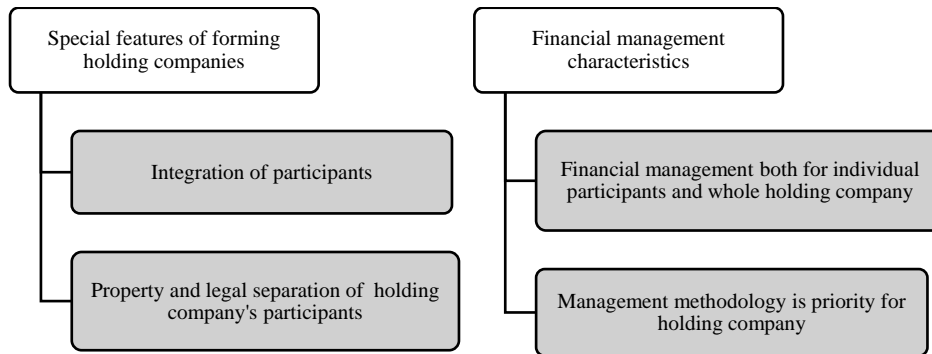 Special features of forming
holding companies
Integration of participants
Property and legal separation of holding
company's participants
Financial management
characteristics
Financial management both for individual
participants and whole holding company
Management methodology is priority for
holding company